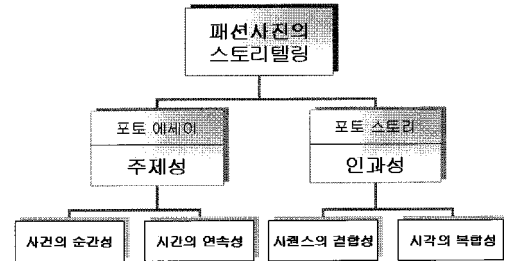 패션사진의
스토리텔링
포토 에세이
주제성
포토 스토리
인과성
사건의 순간성
시간의 연속성
시퀀스의 결합성
시각의 복합성